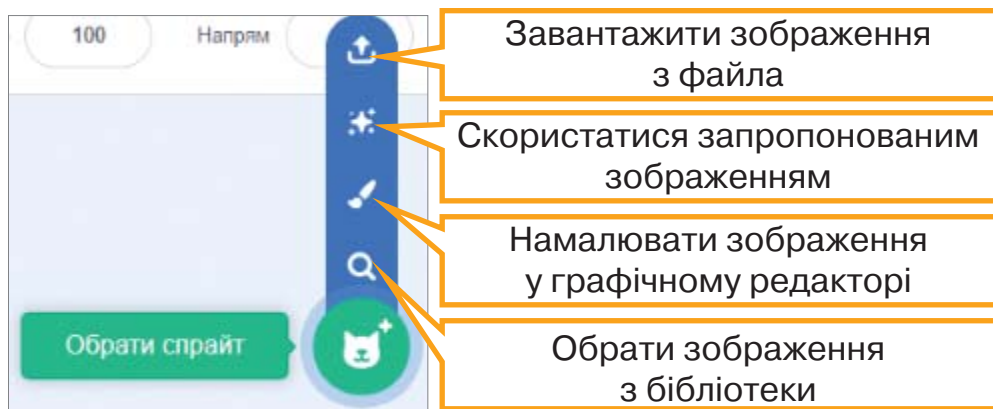 100 Напрям
Завантажити зображення
з файла
Скористатися запропонованим
зображенням
Намалювати зображення
у графічному редакторі
Обрати спрайт
Обрати зображення
з бібліотеки